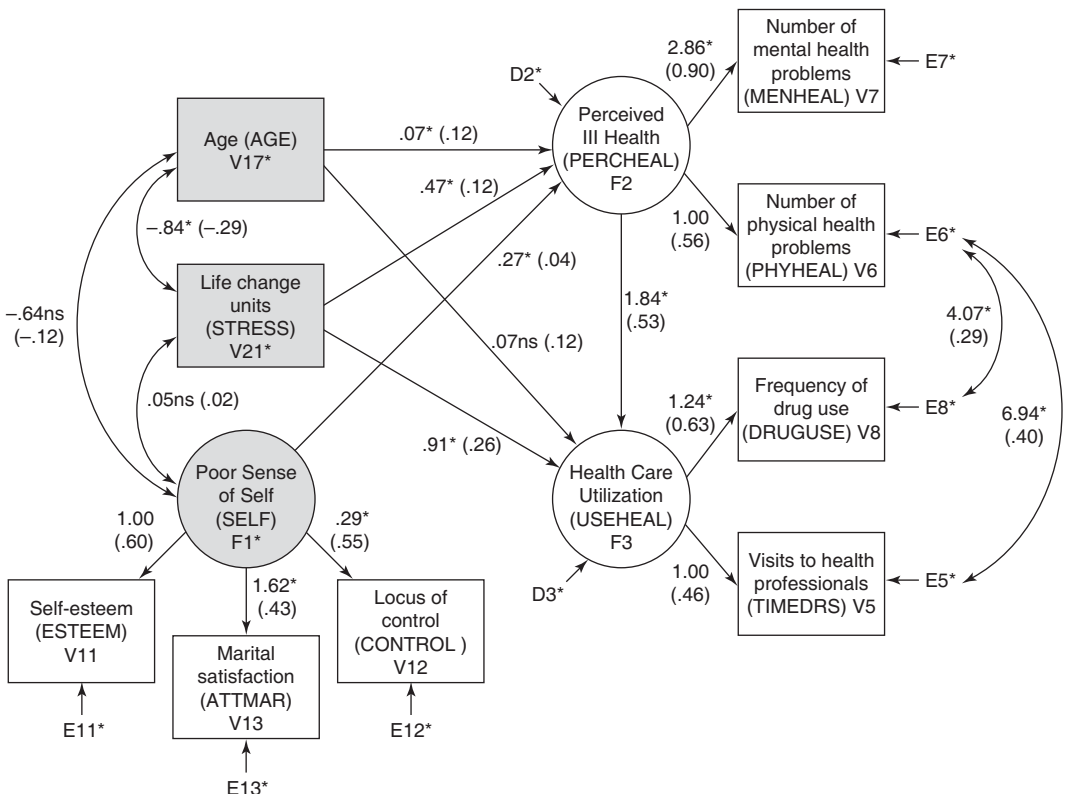 Number of
mental health
problems
(MENHEAL) V7
E7*
2.86*
(0.90)
D2*
Perceived
III Health
(PERCHEAL)
F2
Age (AGE)
V17*
.07* (.12)
.47* (.12)
–.84* (–.29)
.27* (.04)
1.00
(.56)
Number of
physical health
problems
(PHYHEAL) V6
E6*
Life change
units
(STRESS)
V21*
–.64ns
(–.12)
1.84*
(.53)
4.07*
(.29)
.07ns (.12)
.05ns (.02)
.91* (.26)
1.24*
(0.63)
Frequency of
drug use
(DRUGUSE) V8
E8*
6.94*
(.40)
Poor Sense
of Self
(SELF)
F1*
Health Care
Utilization
(USEHEAL)
F3
1.00
(.60)
.29*
(.55)
1.62*
(.43)
D3*
1.00
(.46)
Visits to health
professionals
(TIMEDRS) V5
E5*
Self-esteem
(ESTEEM)
V11
Marital
satisfaction
(ATTMAR)
V13
Locus of
control
(CONTROL )
V12
E11*
E12*
E13*